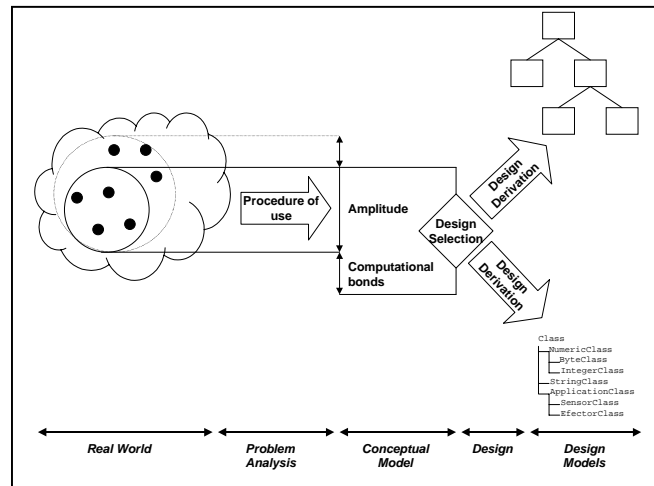 Procedure of
use
Amplitude
Computational
bonds
Design
Selection
Design
Derivation
Design
Derivation
Class
NumericClass
ByteClass
IntegerClass
StringClass
ApplicationClass
SensorClass
EfectorClass
Real World
Problem
Analysis
Conceptual
Model
Design
Design
Models